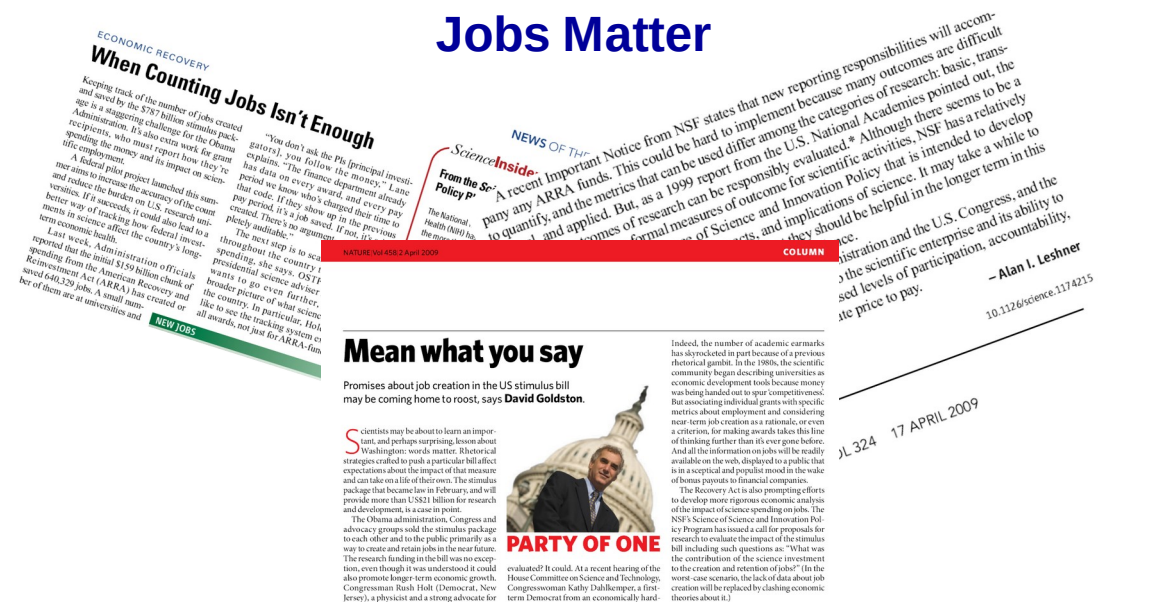 Jobs Matter
ECONOMIC RECOVERY
When Counting Jobs Isn't Enough
Keeping track of the number of jobs created
and saved by the $787 billion stimulus pack-
age is a staggering challenge for the Obama
Administration. It's also extra work for grant
recipients, who must report how they're
spending the money and its impact on scien-
tific employment.
A federal pilot project launched this sum-
mer aims to increase the accuracy of the count
and reduce the burden on U.S. research uni-
versities. If it succeeds, it could also lead to a
better way of tracking how federal invest-
ments in science affect the country's long-
term economic health.
Last week, Administration officials
reported that the initial $159 billion chunk of
spending from the American Recovery and
Reinvestment Act (ARRA) has created or
saved 640,329 jobs. A small num-
ber of them are at universities and
"You don't ask the PIs [principal investi-
gators], you follow the money," Lane
explains. "The finance department already
has data on every award, and every pay
period we know who's charged their time to
that code. If they show up in the previous
pay period, it's a job saved. If not, it's
created. There's no argument
pletely auditable."
The next step is to sca
throughout the country
spending, she says. OST
presidential science adviser
wants to go even further,
broader picture of what science
the country. In particular, Hol
like to see the tracking system e
all awards, not just for ARRA-fun
NEW JOBS
NEWS OF THE
ScienceInside
From the Sc
Policy P
The National
Health (NIH) ha
the more
A recent Important Notice from NSF states that new reporting responsibilities will accom-
pany any ARRA funds. This could be hard to implement because many outcomes are difficult
to quantify, and the metrics that can be used differ among the categories of research: basic, trans-
and applied. But, as a 1999 report from the U.S. National Academies pointed out, the
comes of research can be responsibly evaluated.* Although there seems to be a
formal measures of outcome for scientific activities, NSF has a relatively
of Science and Innovation Policy that is intended to develop
cts, and implications of science. It may take a while to
they should be helpful in the longer term in this
ce.
istration and the U.S. Congress, and the
o the scientific enterprise and its ability to
sed levels of participation, accountability,
te price to pay.
– Alan I. Leshner
10.1126/science.1174215
OL 324 17 APRIL 2009
NATURE|Vol 458|2 April 2009
COLUMN
Mean what you say
Promises about job creation in the US stimulus bill
may be coming home to roost, says David Goldston.
Scientists may be about to learn an impor-
tant, and perhaps surprising, lesson about
Washington: words matter. Rhetorical
strategies crafted to push a particular bill affect
expectations about the impact of that measure
and can take on a life of their own. The stimulus
package that became law in February, and will
provide more than US$21 billion for research
and development, is a case in point.
The Obama administration, Congress and
advocacy groups sold the stimulus package
to each other and to the public primarily as a
way to create and retain jobs in the near future.
The research funding in the bill was no excep-
tion, even though it was understood it could
also promote longer-term economic growth.
Congressman Rush Holt (Democrat, New
Jersey), a physicist and a strong advocate for
PARTY OF ONE
evaluated? It could. At a recent hearing of the
House Committee on Science and Technology,
Congresswoman Kathy Dahlkemper, a first-
term Democrat from an economically hard-
Indeed, the number of academic earmarks
has skyrocketed in part because of a previous
rhetorical gambit. In the 1980s, the scientific
community began describing universities as
economic development tools because money
was being handed out to spur 'competitiveness'.
But associating individual grants with specific
metrics about employment and considering
near-term job creation as a rationale, or even
a criterion, for making awards takes this line
of thinking further than it's ever gone before.
And all the information on jobs will be readily
available on the web, displayed to a public that
is in a sceptical and populist mood in the wake
of bonus payouts to financial companies.
The Recovery Act is also prompting efforts
to develop more rigorous economic analysis
of the impact of science spending on jobs. The
NSF's Science of Science and Innovation Pol-
icy Program has issued a call for proposals for
research to evaluate the impact of the stimulus
bill including such questions as: "What was
the contribution of the science investment
to the creation and retention of jobs?" (In the
worst-case scenario, the lack of data about job
creation will be replaced by clashing economic
theories about it.)